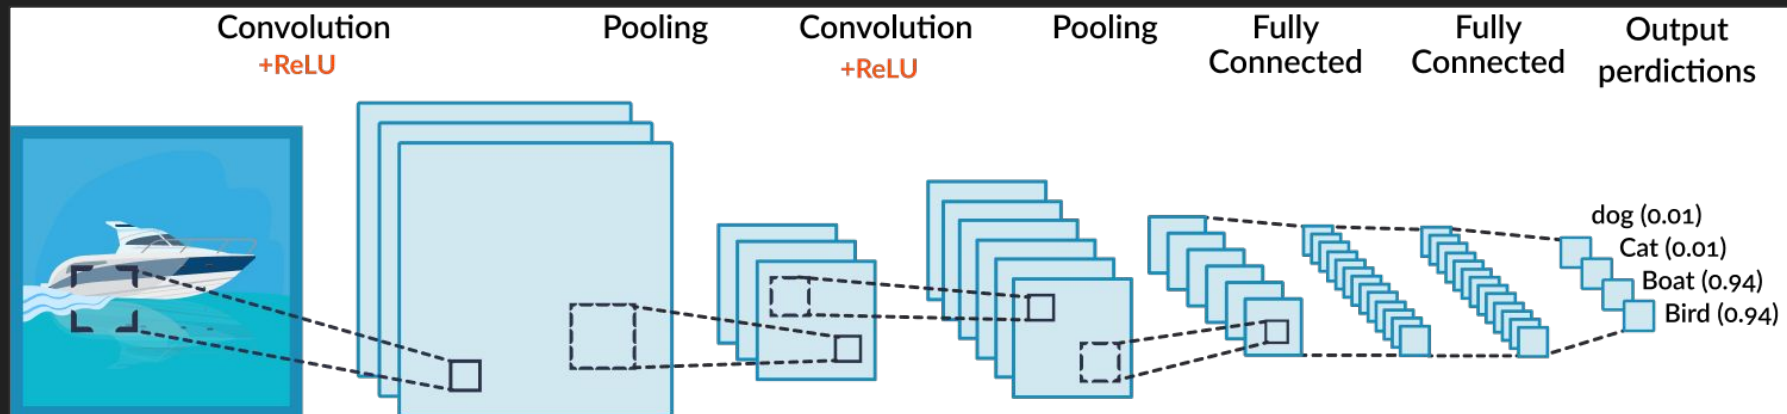 Convolution
+ReLU
Pooling
Convolution
+ReLU
Pooling
Fully
Connected
Fully
Connected
Output
perdictions
dog (0.01)
Cat (0.01)
Boat (0.94)
Bird (0.94)